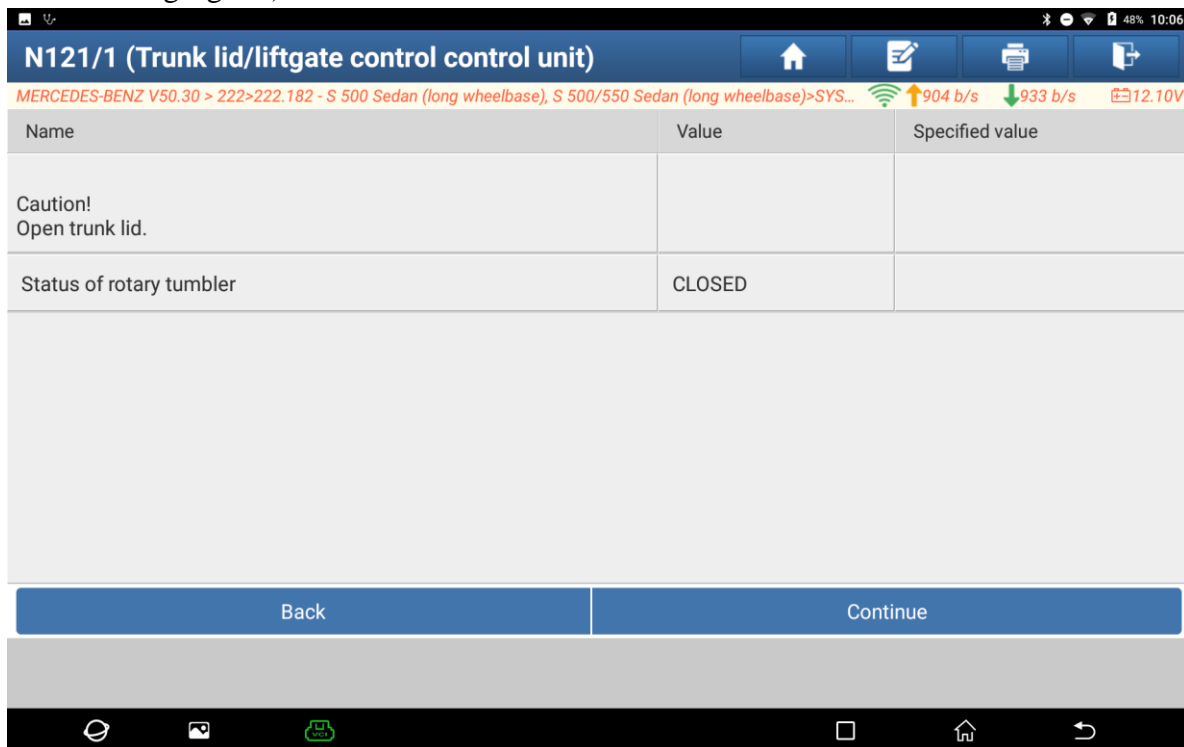 48% 10:06
N121/1 (Trunk lid/liftgate control control unit)
MERCEDES-BENZ V50.30 > 222>222.182 - S 500 Sedan (long wheelbase), S 500/550 Sedan (long wheelbase)>SYS... 904 b/s 933 b/s 12.10V
Name Value Specified value
Caution!
Open trunk lid.
Status of rotary tumbler CLOSED
Back Continue
VCI